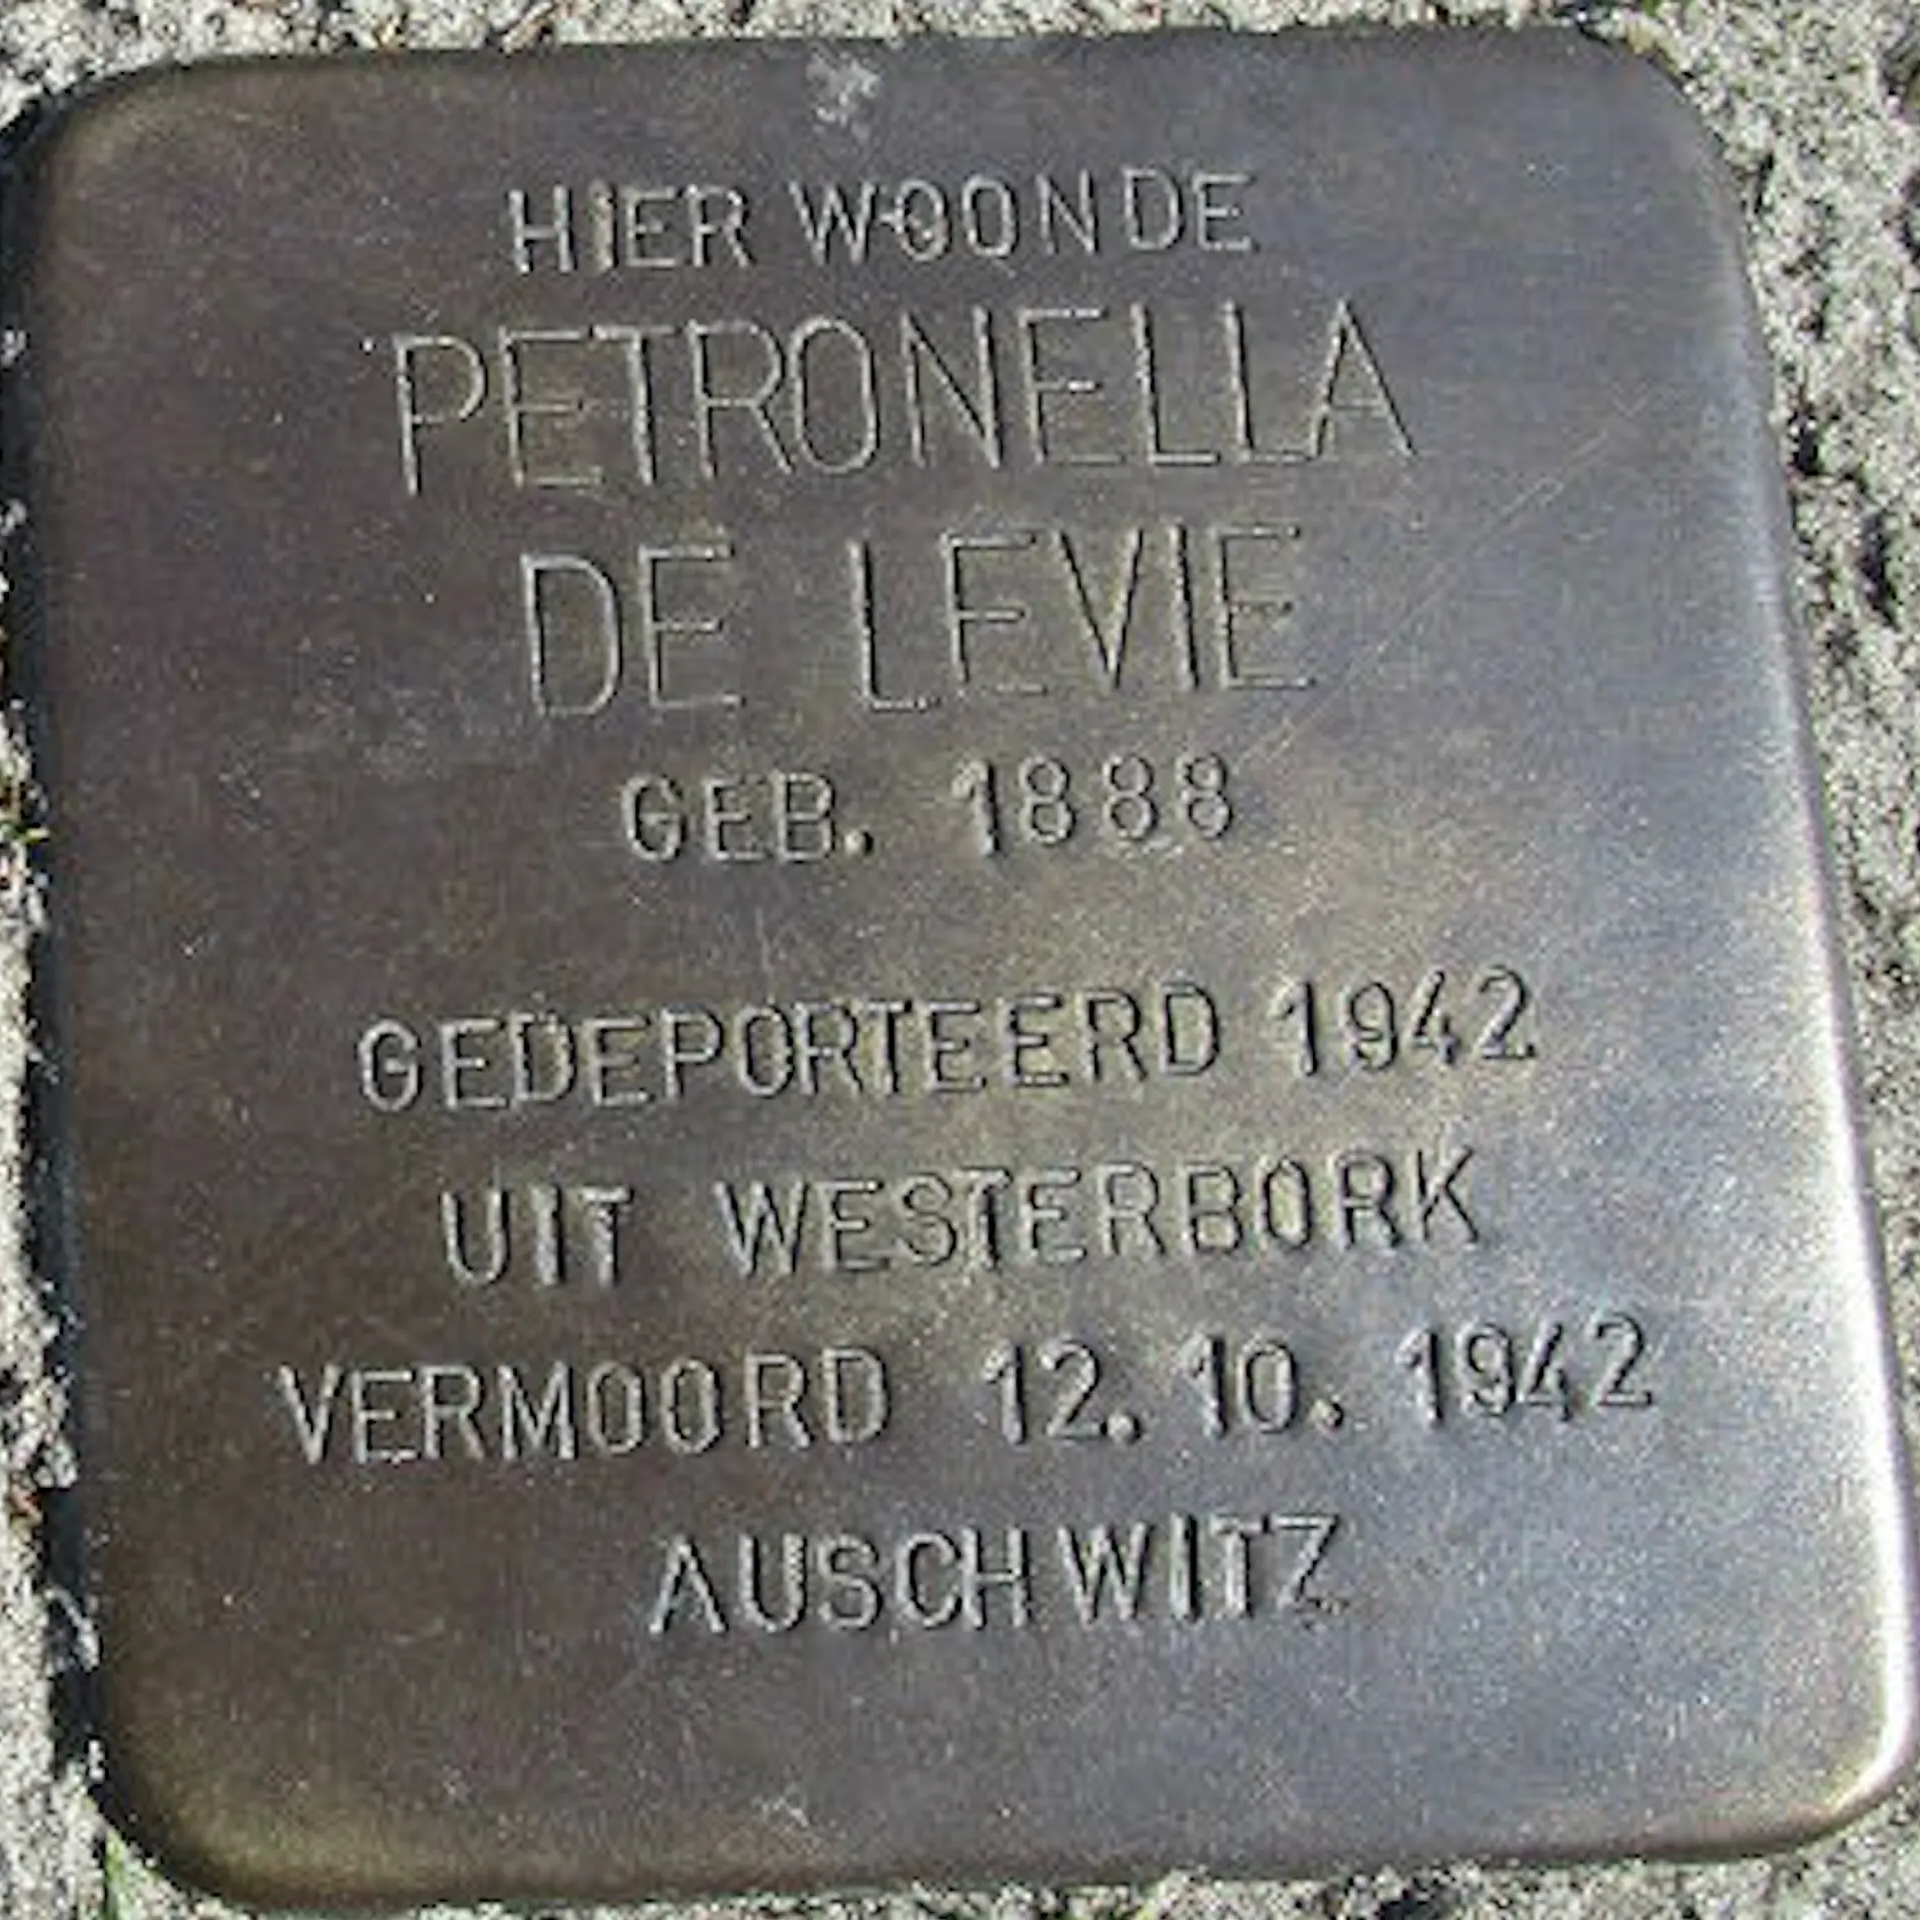 HIER WOONDE
PETRONELLA
DE LEVIE
GEB. 1888
GEDEPORTEERD 1942
UIT WESTERBORK
VERMOORD 12.10.1942
AUSCHWITZ